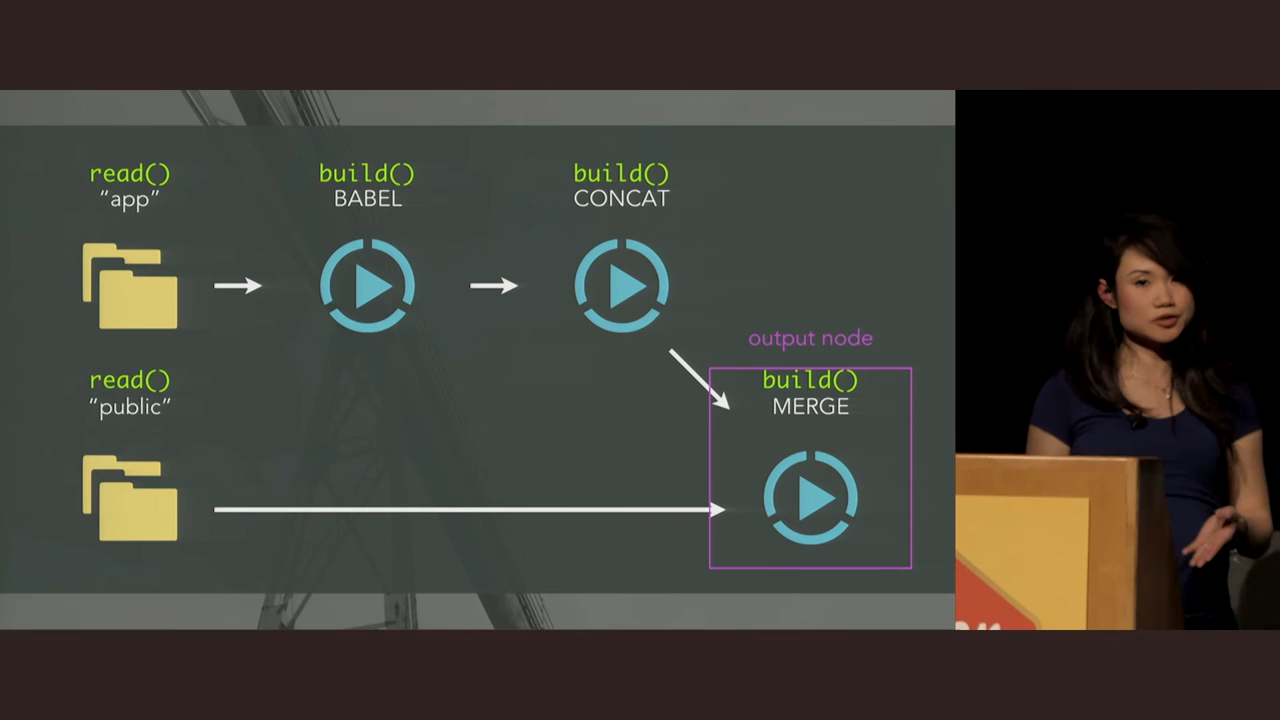 read()
“app”
build()
BABEL
build()
CONCAT
read()
“public”
output node
build()
MERGE